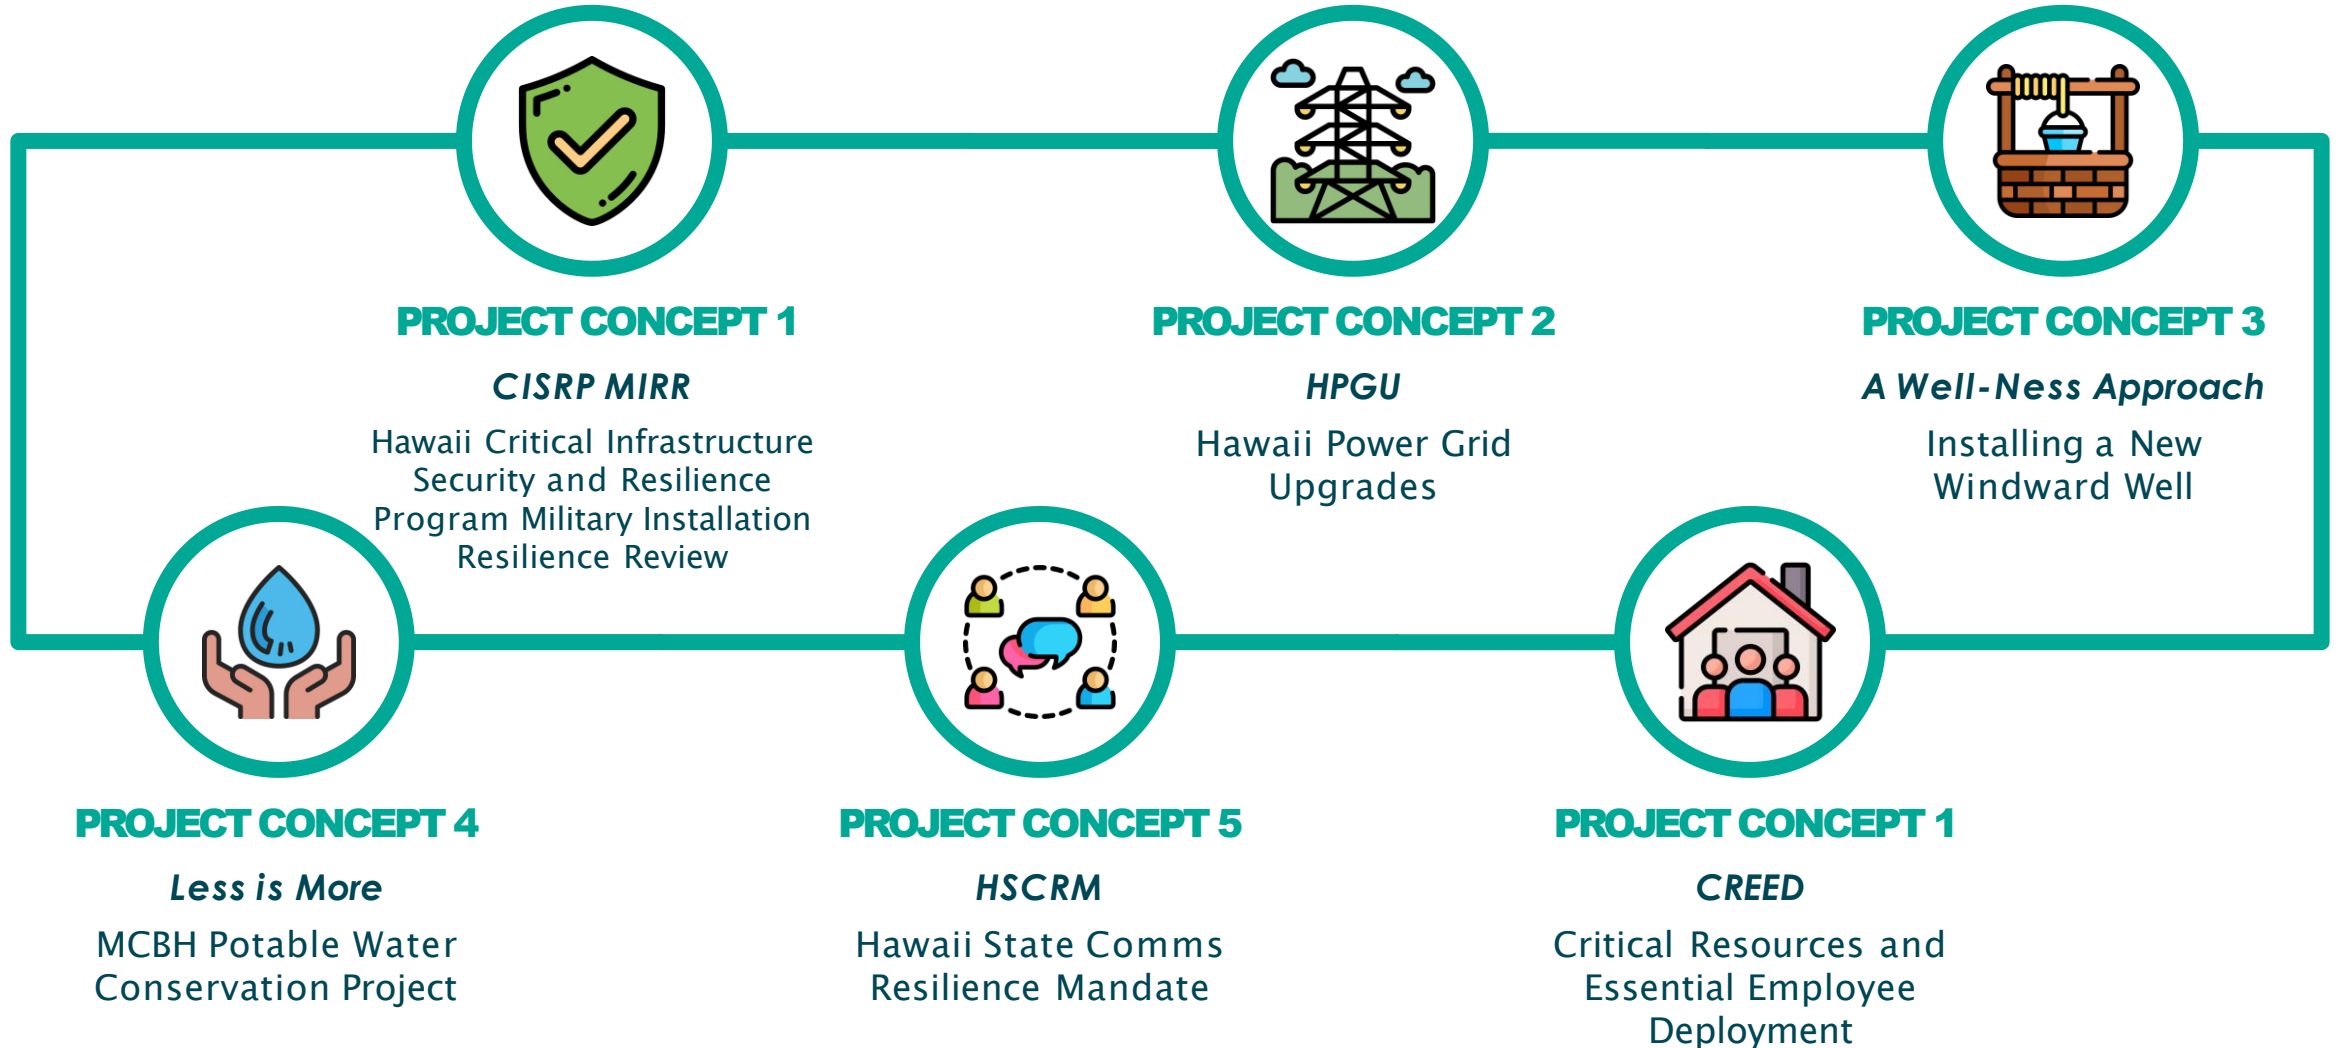 PROJECT CONCEPT 1
CISRP MIRR
Hawaii Critical Infrastructure
Security and Resilience
Program Military Installation
Resilience Review
PROJECT CONCEPT 2
HPGU
Hawaii Power Grid
Upgrades
PROJECT CONCEPT 3
A Well-Ness Approach
Installing a New
Windward Well
PROJECT CONCEPT 4
Less is More
MCBH Potable Water
Conservation Project
PROJECT CONCEPT 5
HSCRM
Hawaii State Comms
Resilience Mandate
PROJECT CONCEPT 1
CREED
Critical Resources and
Essential Employee
Deployment